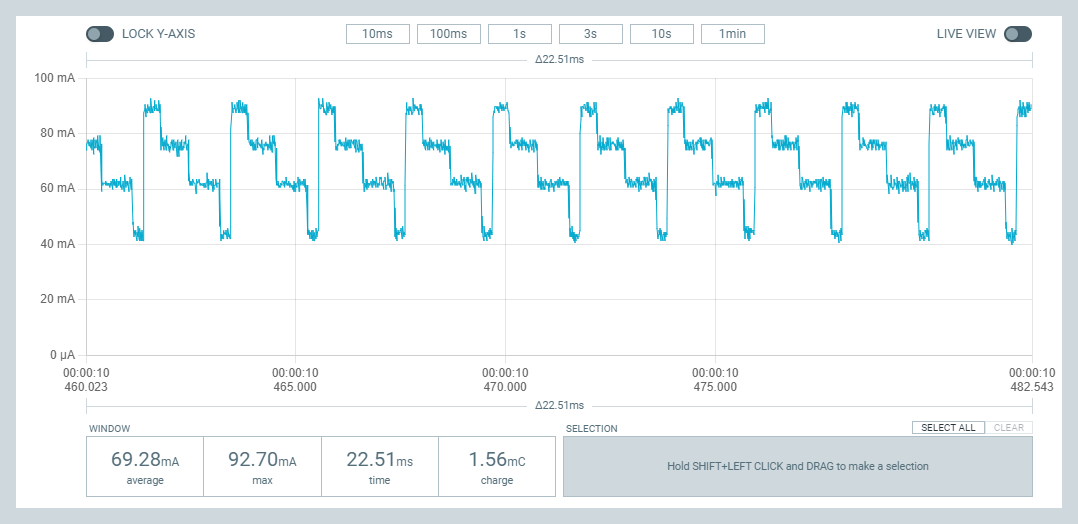 LOCK Y-AXIS 10ms 100ms 1s 3s 10s 1min LIVE VIEW
Δ22.51ms
100 mA
80 mA
60 mA
40 mA
20 mA
0 µA
00:00:10 00:00:10 00:00:10 00:00:10 00:00:10
460.023 465.000 470.000 475.000 482.543
Δ22.51ms
WINDOW SELECTION SELECT ALL CLEAR
69.28mA 92.70mA 22.51ms 1.56mC
average max time charge
Hold SHIFT+LEFT CLICK and DRAG to make a selection